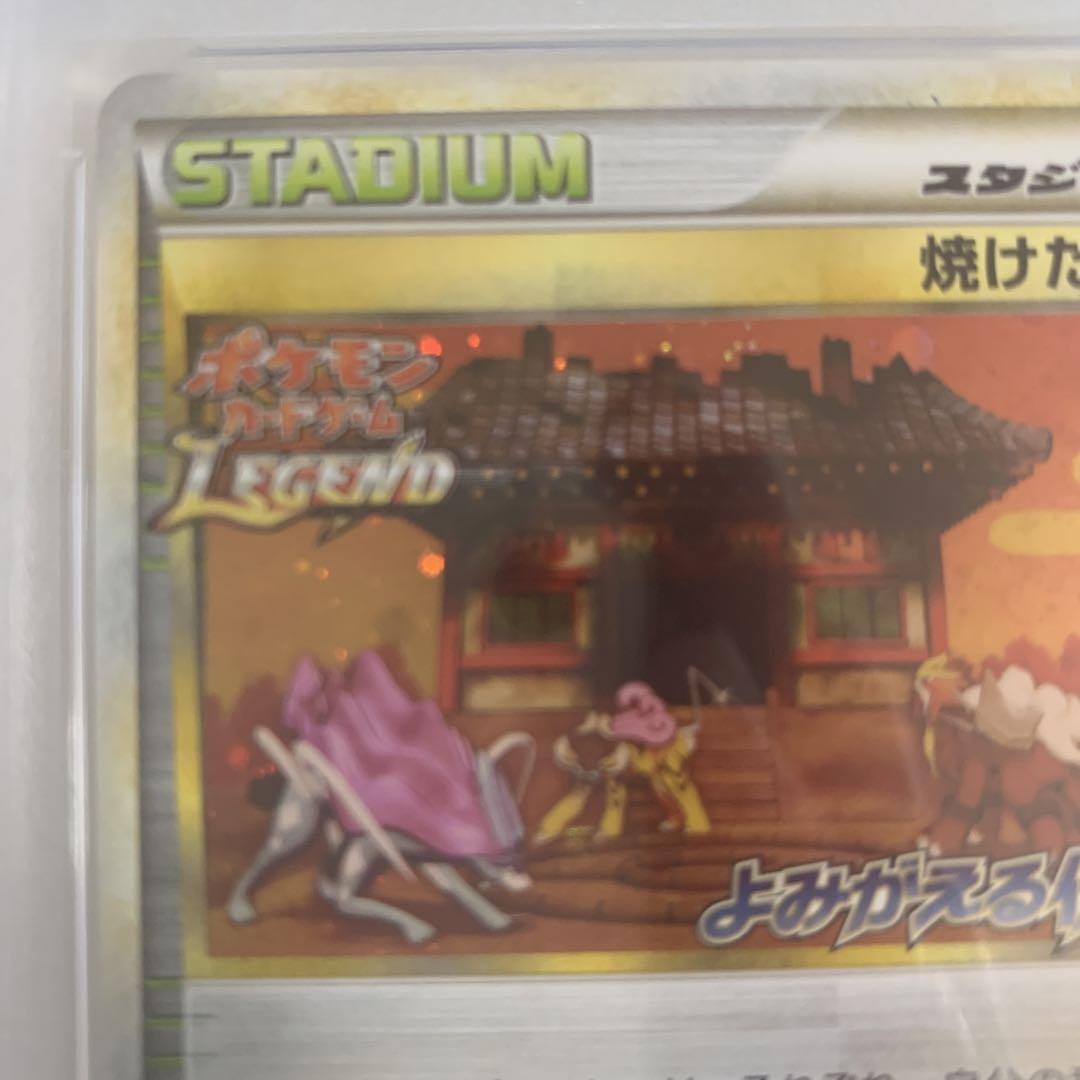 STADIUM
スタジ
焼けた
ポケモン
カードゲーム
LEGEND
よみがえる